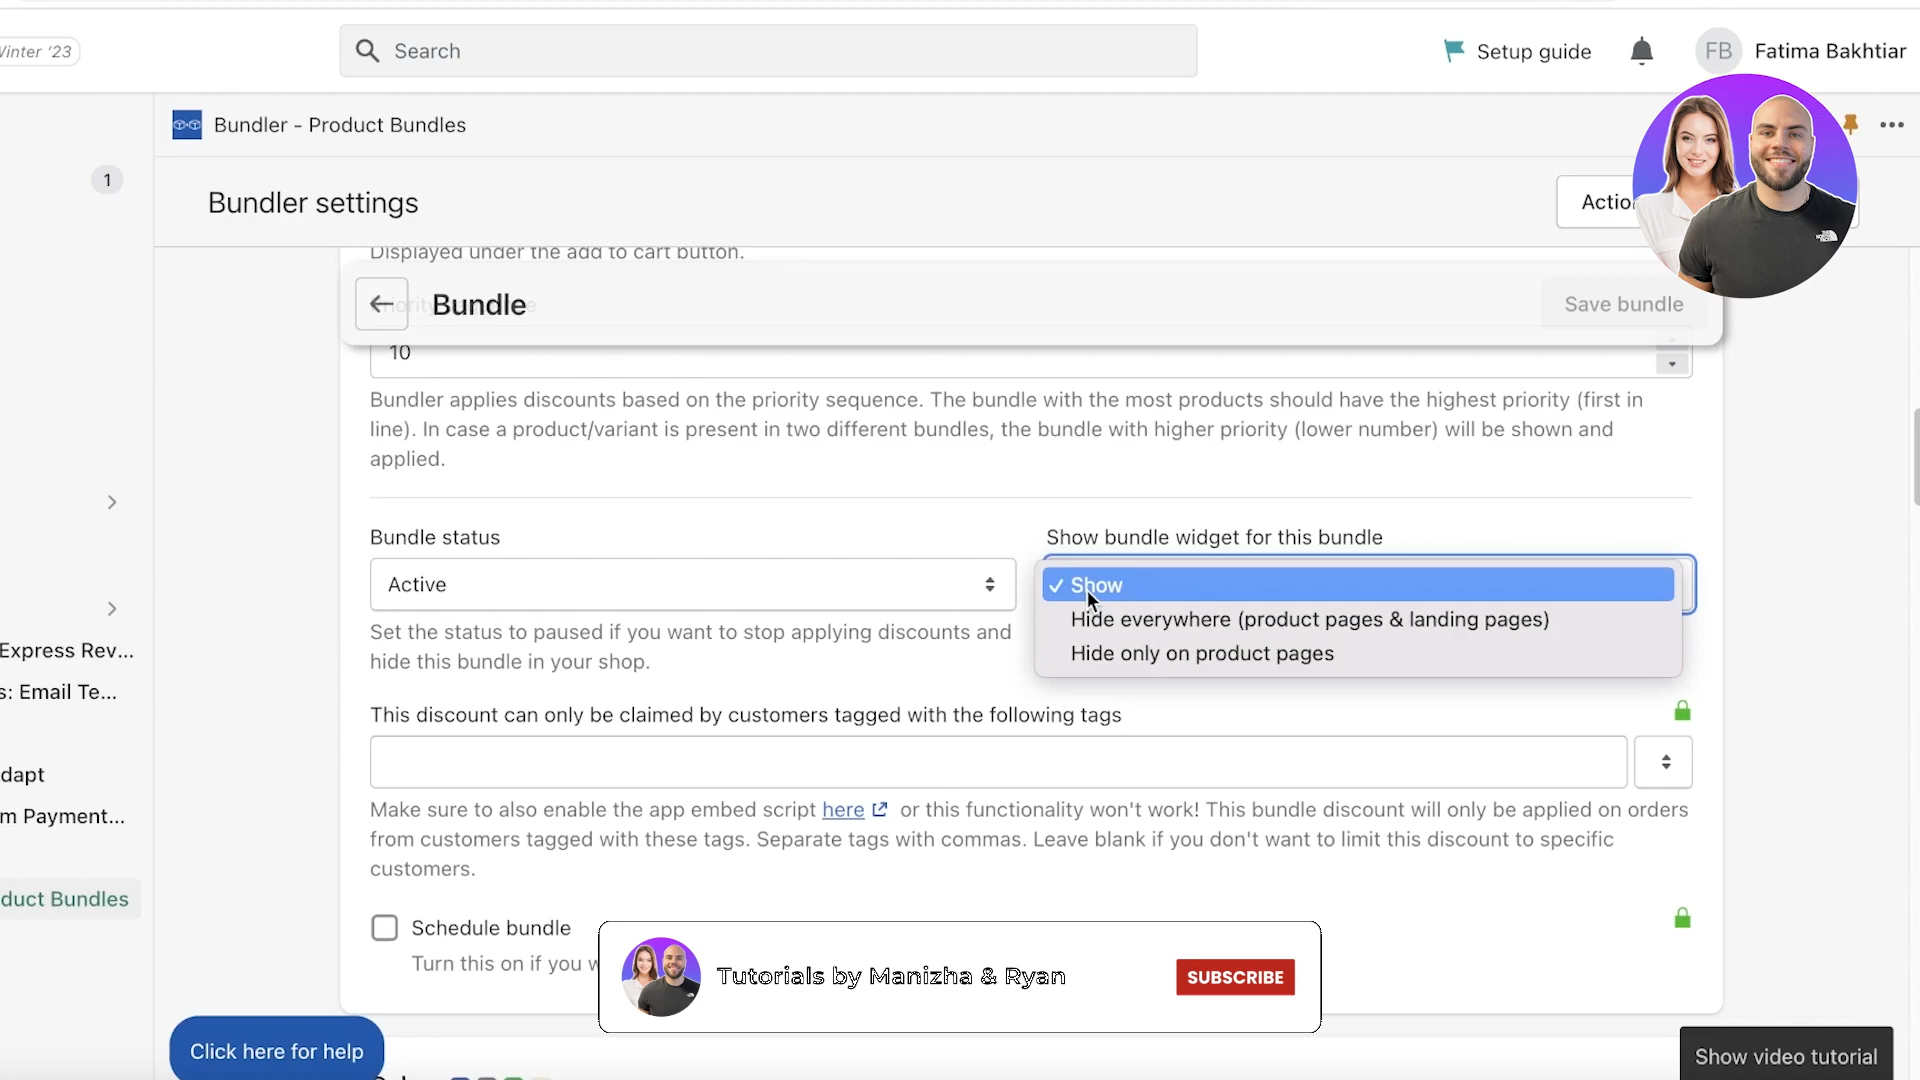 Winter '23
Search
Setup guide
FB
Fatima Bakhtiar
Bundler - Product Bundles
1
Bundler settings
Displayed under the add to cart button.
Bundle
Save bundle
10
Bundler applies discounts based on the priority sequence. The bundle with the most products should have the highest priority (first in
line). In case a product/variant is present in two different bundles, the bundle with higher priority (lower number) will be shown and
applied.
Bundle status
Show bundle widget for this bundle
Active
✓ Show
Hide everywhere (product pages & landing pages)
Hide only on product pages
Set the status to paused if you want to stop applying discounts and
hide this bundle in your shop.
Express Rev...
s: Email Te...
This discount can only be claimed by customers tagged with the following tags
dapt
m Payment...
Make sure to also enable the app embed script here or this functionality won't work! This bundle discount will only be applied on orders
from customers tagged with these tags. Separate tags with commas. Leave blank if you don't want to limit this discount to specific
customers.
duct Bundles
Schedule bundle
Turn this on if you
Tutorials by Manizha & Ryan
SUBSCRIBE
Click here for help
Show video tutorial